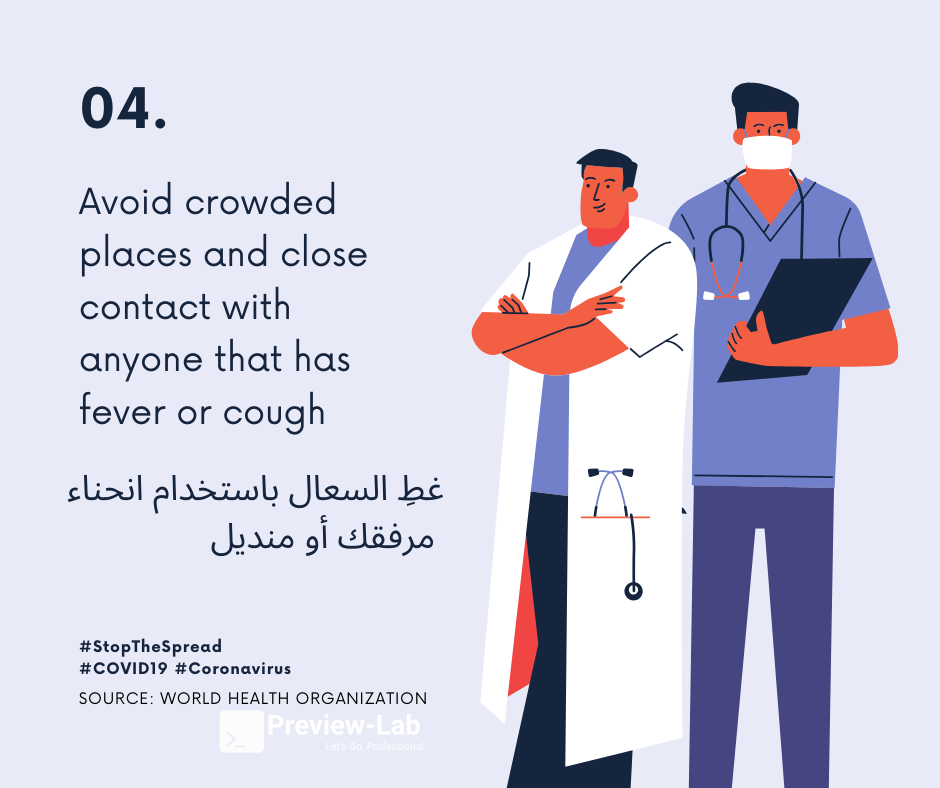 04.
Avoid crowded
places and close
contact with
anyone that has
fever or cough
غطِ السعال باستخدام انحناء
مرفقك أو منديل
#StopTheSpread
#COVID19 #Coronavirus
SOURCE: WORLD HEALTH ORGANIZATION
Preview-Lab
Let's Go, Professional